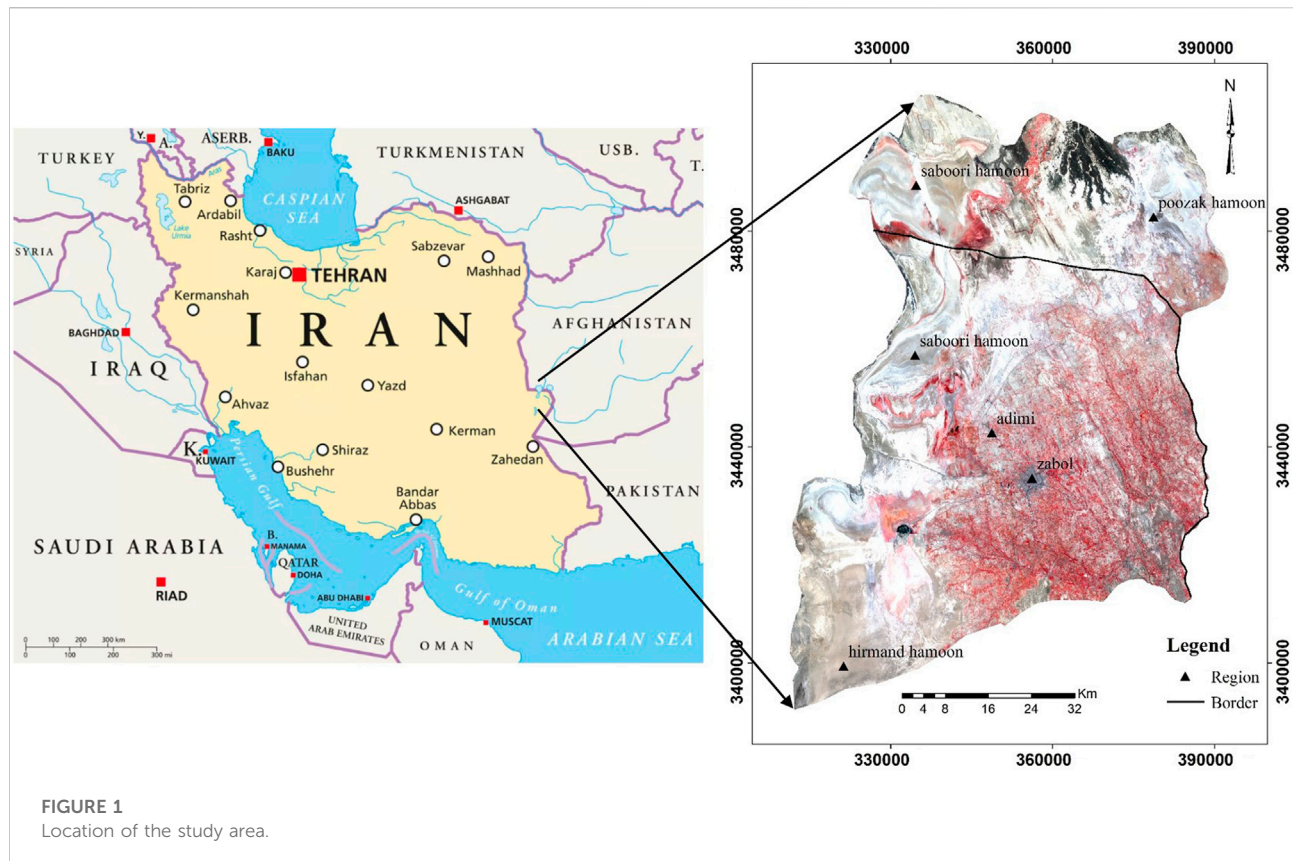 Y.
A.
ASERB.
BAKU
TURKEY
TURKMENISTAN
USB.
T.
Aras
Tabriz
Ardabil
CASPIAN
SEA
ASHGABAT
Lake
Urmia
Rasht
Sabzevar
Mashhad
SYRIA
Karaj
TEHRAN
Kermanshah
AFGHANISTAN
BAGHDAD
IRAN
IRAQ
Isfahan
Yazd
Ahvaz
Kerman
Shiraz
Zahedan
K.
KUWAIT
Persian Gulf
Bushehr
PAKISTAN
Bandar
Abbas
SAUDI ARABIA
B.
MANAMA
QATAR
DOHA
RIAD
ABU DHABI
Gulf of Oman
MUSCAT
UNITED
ARAB EMIRATES
OMAN
ARABIAN SEA
0 100 200 300 km
0 100 200 300 mi
330000 360000 390000
N
saboori hamoon
poozak hamoon
3480000 3480000
saboori hamoon
adimi
3440000 3440000
zabol
hirmand hamoon
3400000 3400000
Legend
Region
Border
Km
0 4 8 16 24 32
330000 360000 390000
FIGURE 1
Location of the study area.